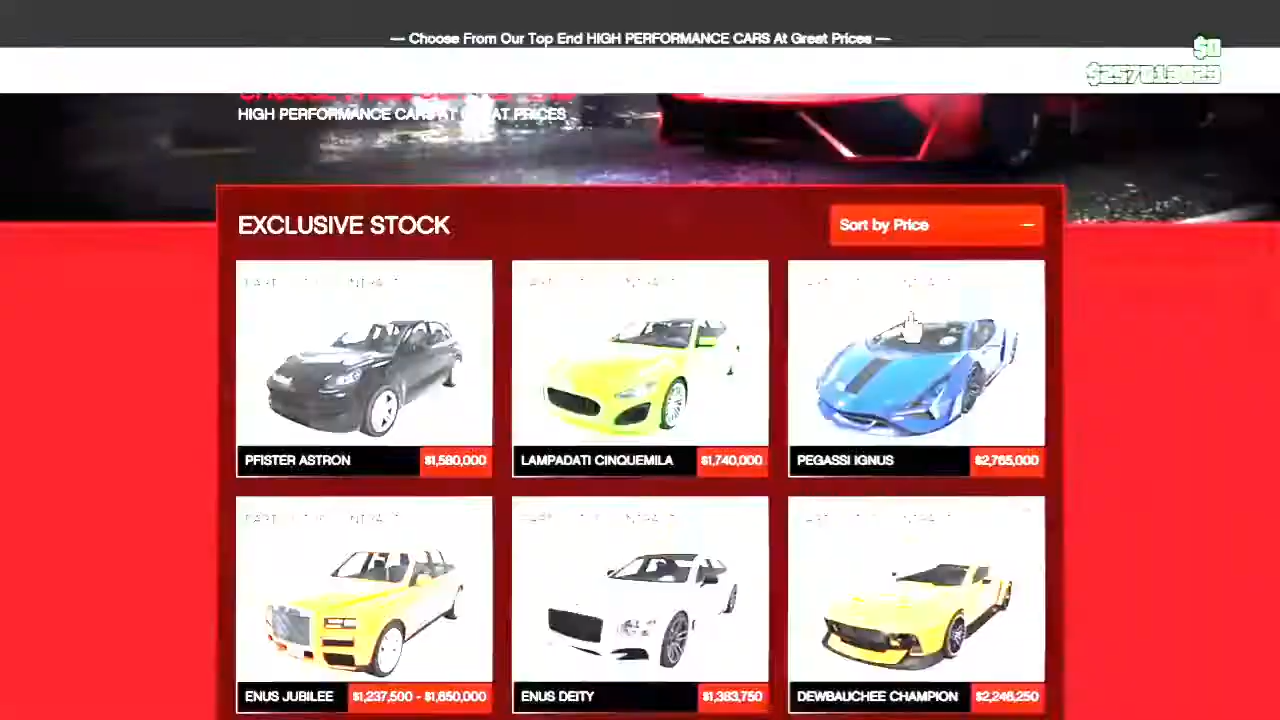 — Choose From Our Top End HIGH PERFORMANCE CARS At Great Prices —
$0
$257013023
HIGH PERFORMANCE CARS AT GREAT PRICES
EXCLUSIVE STOCK
Sort by Price
PFISTER ASTRON
$1,580,000
LAMPADATI CINQUEMILA
$1,740,000
PEGASSI IGNUS
$2,765,000
ENUS JUBILEE
$1,237,500 - $1,650,000
ENUS DEITY
$1,383,750
DEWBAUCHEE CHAMPION
$2,246,250